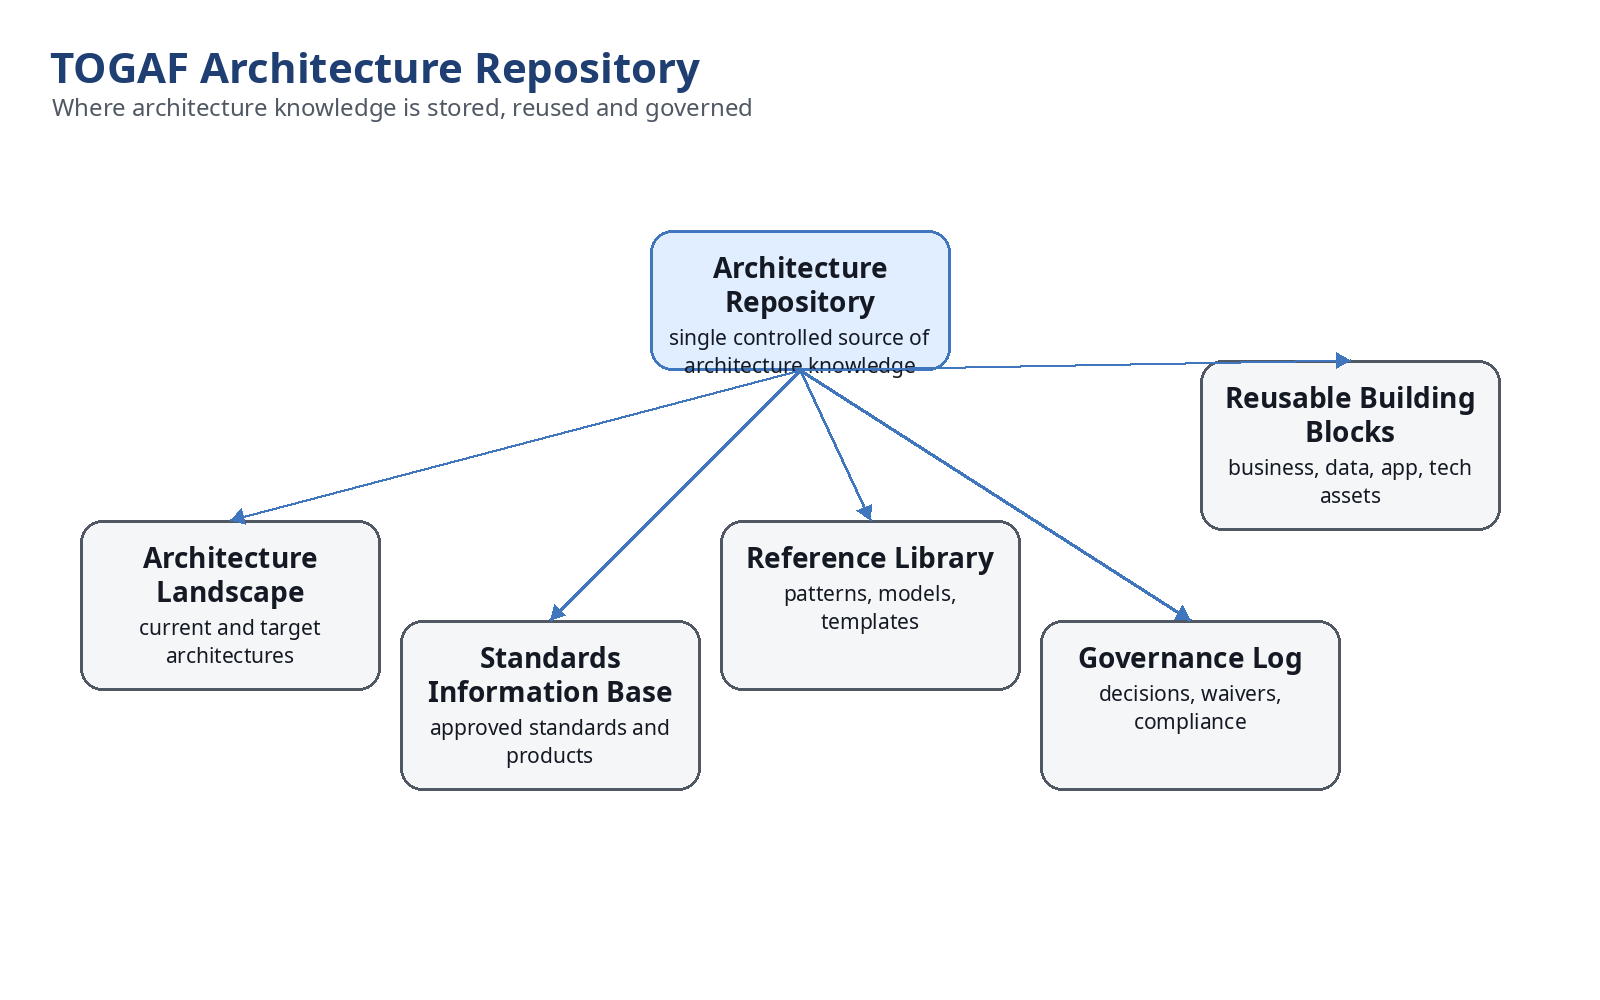 TOGAF Architecture Repository
Where architecture knowledge is stored, reused and governed
Architecture
Repository
single controlled source of
architecture knowledge
Reusable Building
Blocks
business, data, app, tech
assets
Architecture
Landscape
current and target
architectures
Standards
Information Base
approved standards and
products
Reference Library
patterns, models,
templates
Governance Log
decisions, waivers,
compliance